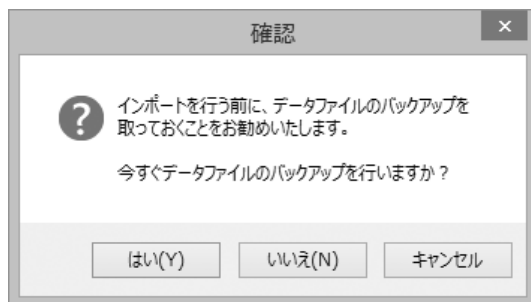 確認
×
インポートを行う前に、データファイルのバックアップを
取っておくことをお勧めいたします。
今すぐデータファイルのバックアップを行いますか？
はい(Y)
いいえ(N)
キャンセル